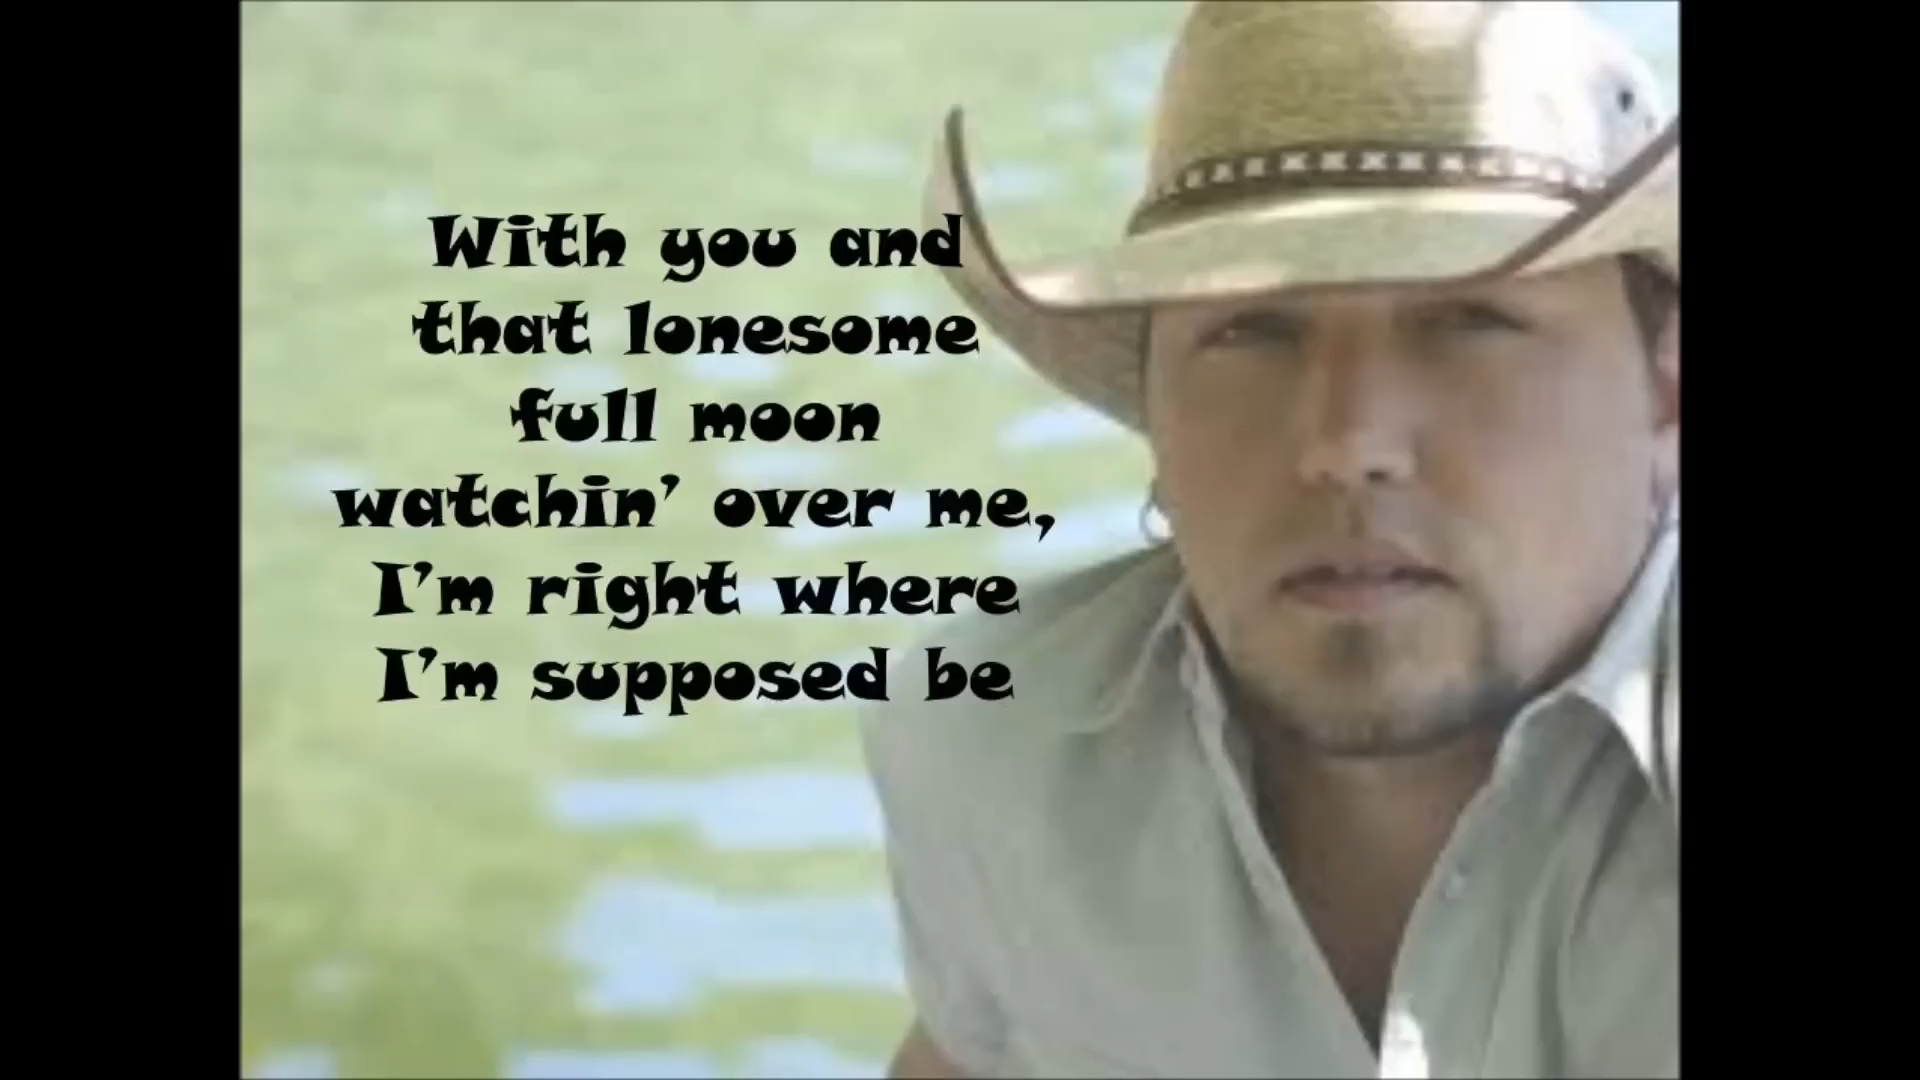 With you and
that lonesome
full moon
watchin' over me,
I'm right where
I'm supposed be